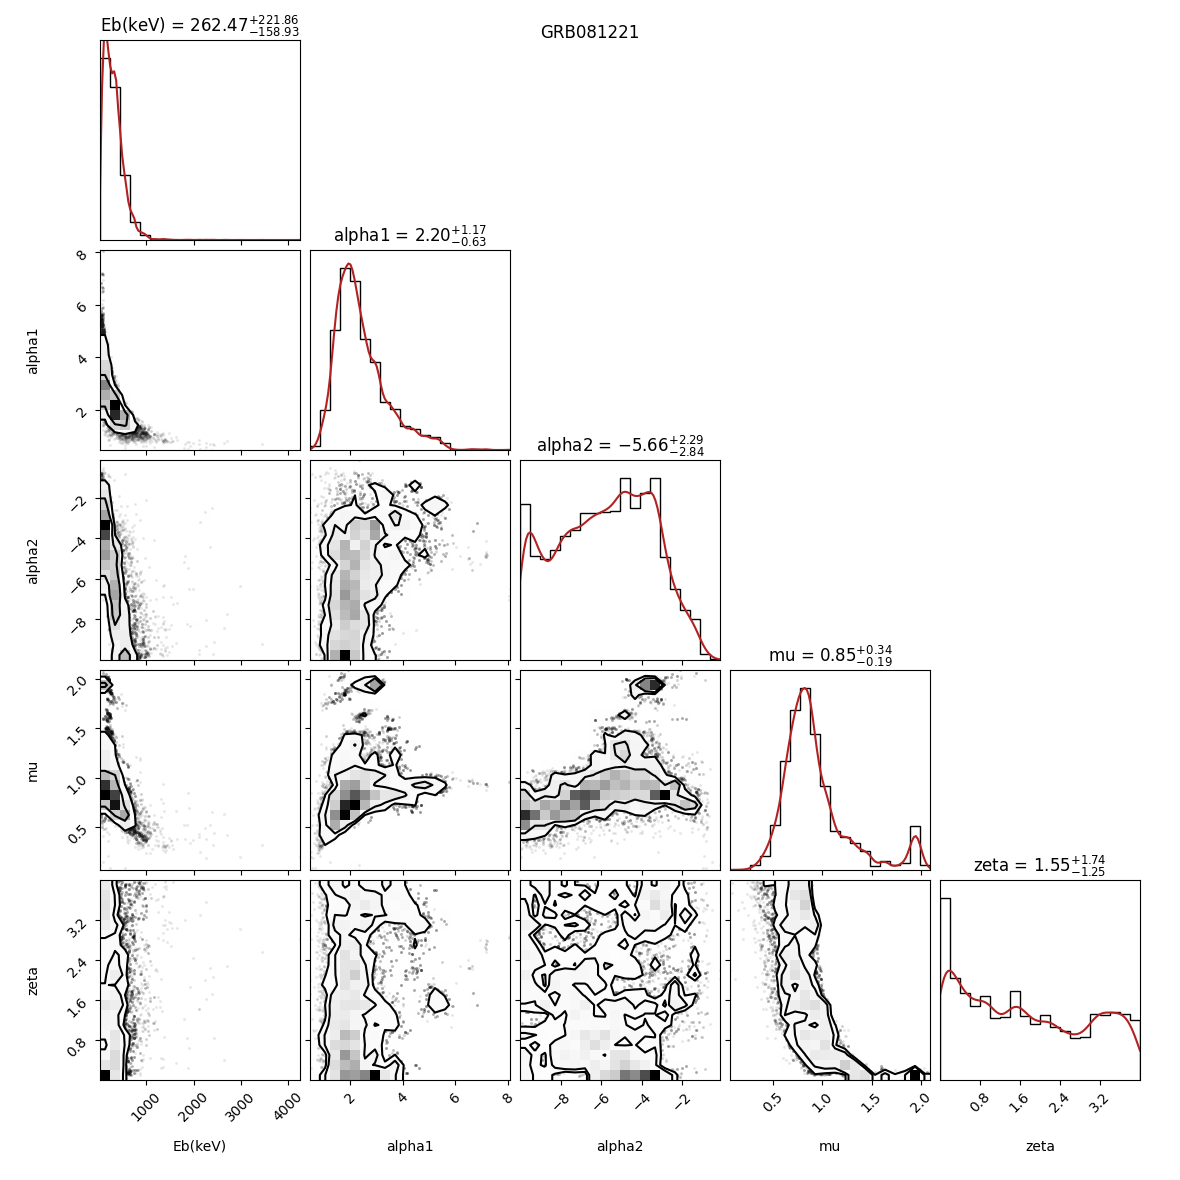 GRB081221
Eb(keV) = 262.47+221.86−158.93
alpha1 = 2.20+1.17−0.63
8
6
4
2
alpha1
alpha2 = −5.66+2.29−2.84
−2
−4
−6
−8
alpha2
mu = 0.85+0.34−0.19
2.0
1.5
1.0
0.5
mu
zeta = 1.55+1.74−1.25
3.2
2.4
1.6
0.8
zeta
1000 2000 3000 4000 2 4 6 8 −8 −6 −4 −2 0.5 1.0 1.5 2.0 0.8 1.6 2.4 3.2
Eb(keV) alpha1 alpha2 mu zeta